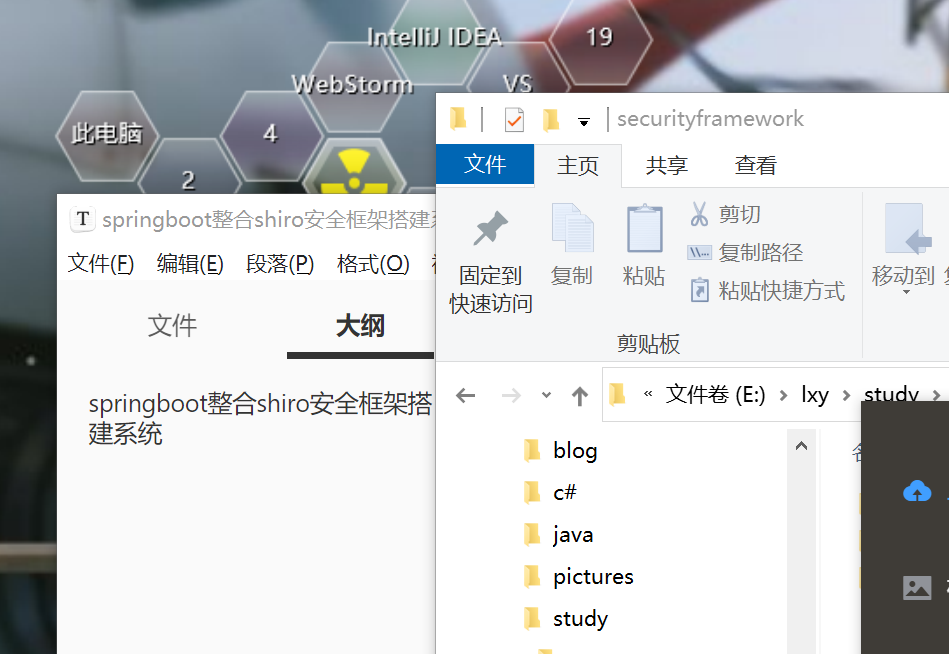 IntelliJ IDEA
19
WebStorm
VS
此电脑
4
2
securityframework
文件
主页
共享
查看
T springboot整合shiro安全框架搭建
文件(F) 编辑(E) 段落(P) 格式(O)
文件
大纲
springboot整合shiro安全框架搭
建系统
固定到
快速访问
复制
粘贴
剪切
复制路径
粘贴快捷方式
移动到
剪贴板
« 文件卷 (E:) > lxy > study >
blog
c#
java
pictures
study